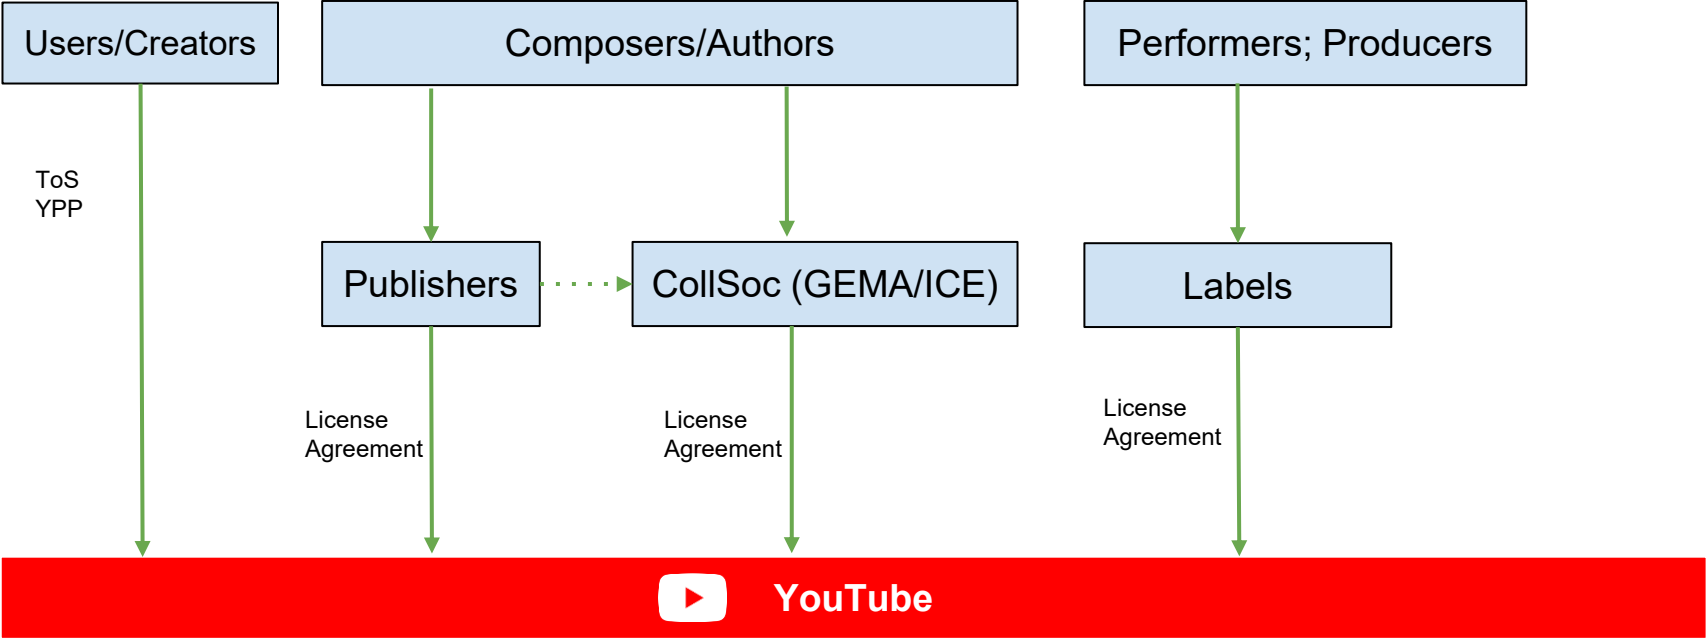 Users/Creators
Composers/Authors
Performers; Producers
ToS
YPP
Publishers
CollSoc (GEMA/ICE)
Labels
License
Agreement
License
Agreement
License
Agreement
YouTube